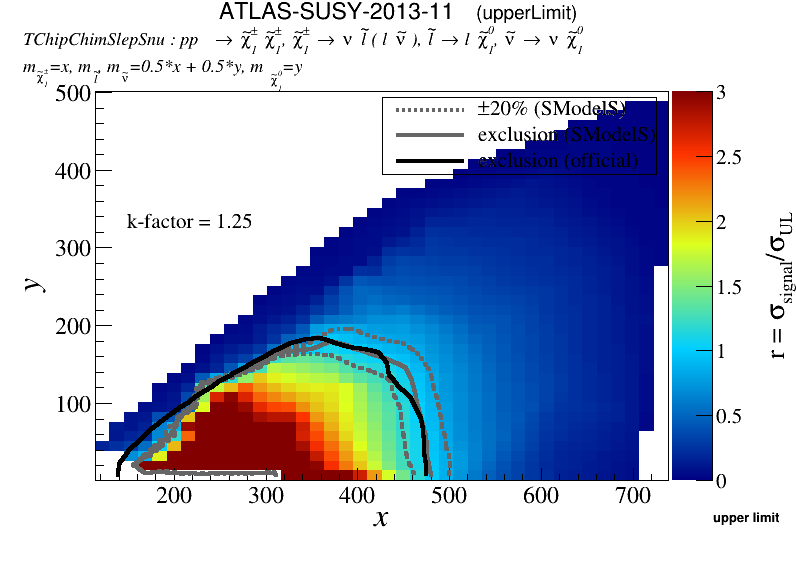 ATLAS-SUSY-2013-11 (upperLimit)
TChipChimSlepSnu : pp → χ̃₁± χ̃₁±, χ̃₁± → ν l̃ ( l ν̃ ), l̃ → l χ̃₁⁰, ν̃ → ν χ̃₁⁰
m_χ̃₁±=x, m_l̃, m_ν̃=0.5*x + 0.5*y, m_χ̃₁⁰=y
±20% (SModelS)
exclusion (SModelS)
exclusion (official)
k-factor = 1.25
500
400
300
200
100
y
200 300 400 500 600 700
x
3
2.5
2
1.5
1
0.5
0
r = σ_signal/σ_UL
upper limit